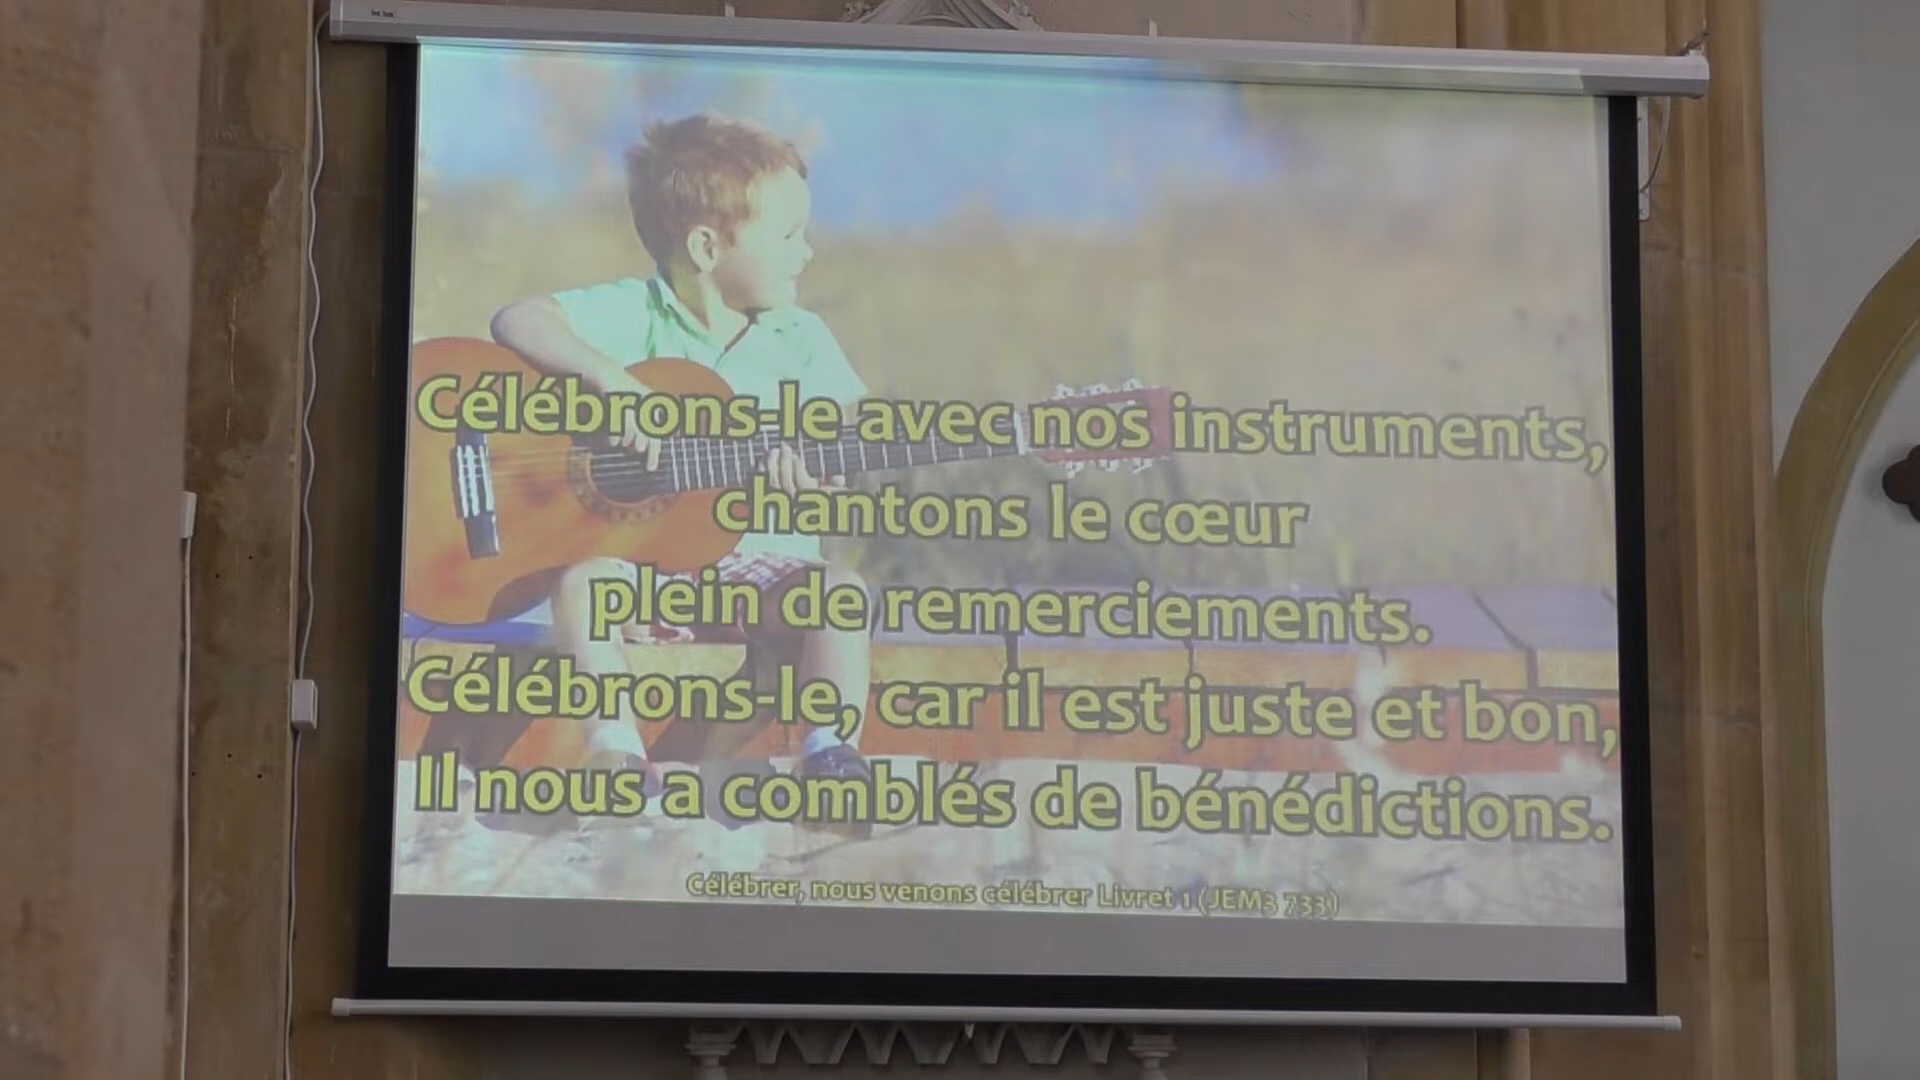 Célébrons-le avec nos instruments,
chantons le cœur
plein de remerciements.
Célébrons-le, car il est juste et bon,
Il nous a comblés de bénédictions.
Célébrer, nous venons célébrer Livret 1 (JEM3 733)